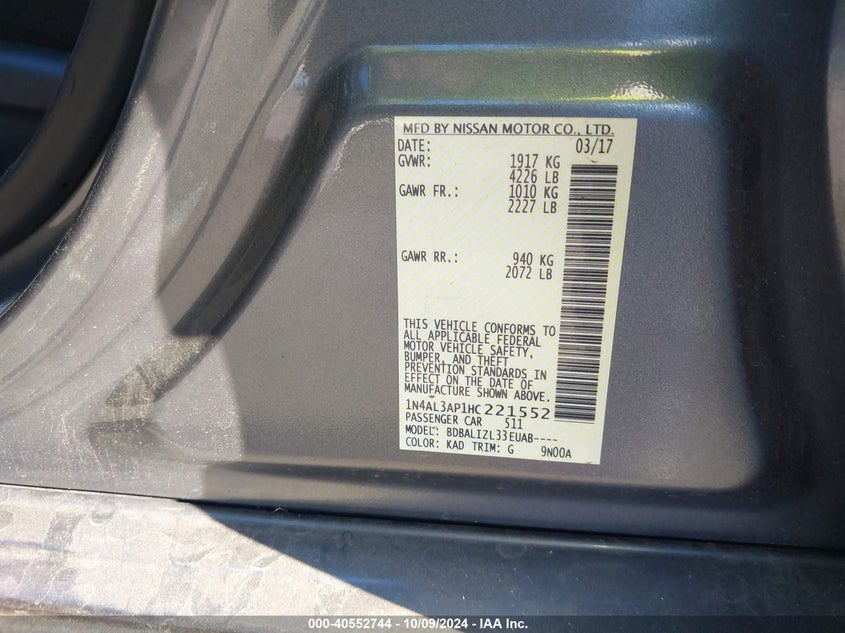 MFD BY NISSAN MOTOR CO., LTD.
DATE: 03/17
GVWR: 1917 KG
4226 LB
GAWR FR.: 1010 KG
2227 LB
GAWR RR.: 940 KG
2072 LB
THIS VEHICLE CONFORMS TO
ALL APPLICABLE FEDERAL
MOTOR VEHICLE SAFETY,
BUMPER, AND THEFT
PREVENTION STANDARDS IN
EFFECT ON THE DATE OF
MANUFACTURE SHOWN ABOVE.
1N4AL3AP1HC221552
PASSENGER CAR 511
MODEL: BDBALIZL33EUAB----
COLOR: KAD TRIM: G 9N00A
000-40552744 - 10/09/2024 - IAA Inc.